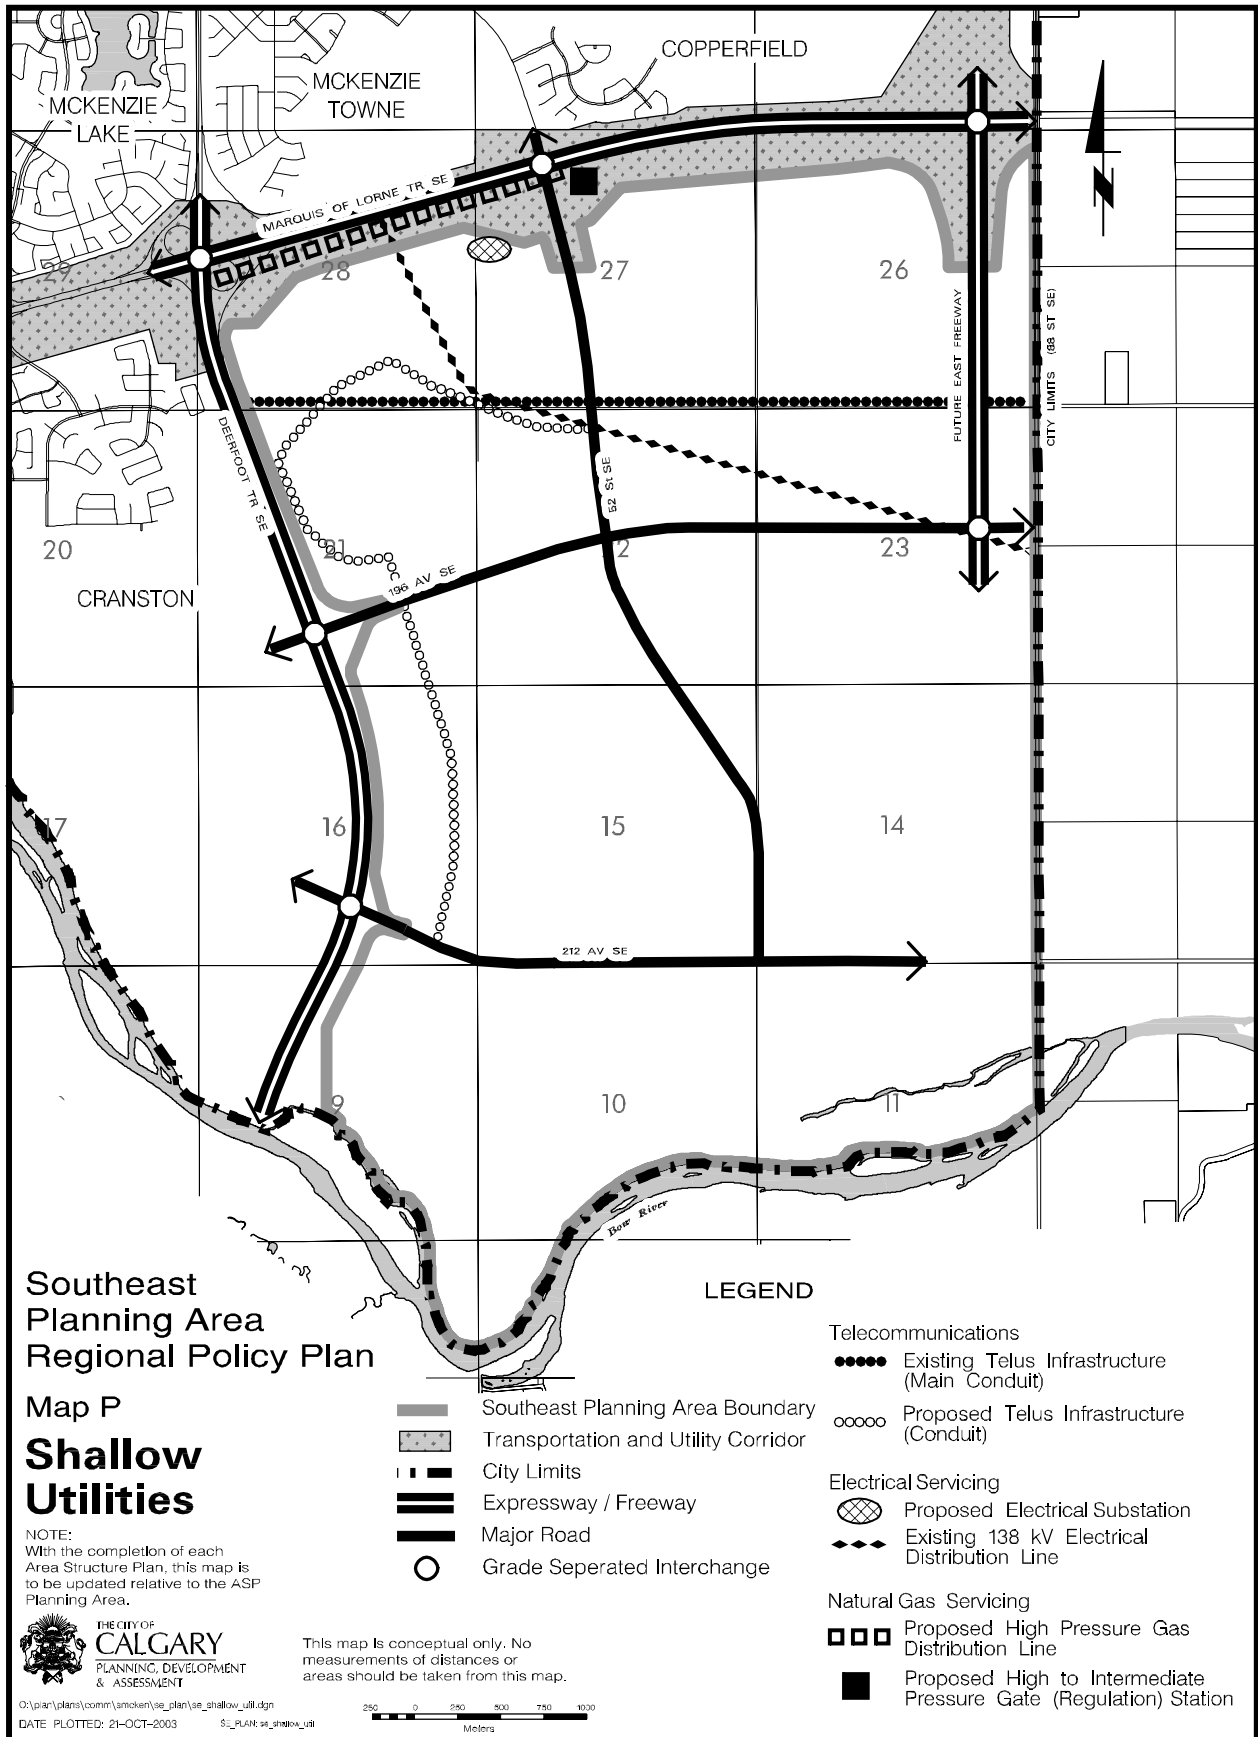 COPPERFIELD
MCKENZIE
TOWNE
MCKENZIE
LAKE
MARQUIS OF LORNE TR SE
N
29
28
27
26
FUTURE EAST FREEWAY
CITY LIMITS (88 ST SE)
DEERFOOT TR SE
52 St SE
20
21
22
23
196 AV SE
CRANSTON
17
16
15
14
212 AV SE
9
10
11
Bow River
Southeast
Planning Area
Regional Policy Plan
Map P
Shallow
Utilities
NOTE:
With the completion of each
Area Structure Plan, this map is
to be updated relative to the ASP
Planning Area.
THE CITY OF
CALGARY
PLANNING, DEVELOPMENT
& ASSESSMENT
O:\plan\plans\comm\smcken\se_plan\se_shallow_util.dgn
DATE PLOTTED: 21-OCT-2003
SE_PLAN: se_shallow_util
This map is conceptual only. No
measurements of distances or
areas should be taken from this map.
250 0 250 500 750 1000
Meters
LEGEND
Southeast Planning Area Boundary
Transportation and Utility Corridor
City Limits
Expressway / Freeway
Major Road
Grade Seperated Interchange
Telecommunications
Existing Telus Infrastructure
(Main Conduit)
Proposed Telus Infrastructure
(Conduit)
Electrical Servicing
Proposed Electrical Substation
Existing 138 kV Electrical
Distribution Line
Natural Gas Servicing
Proposed High Pressure Gas
Distribution Line
Proposed High to Intermediate
Pressure Gate (Regulation) Station